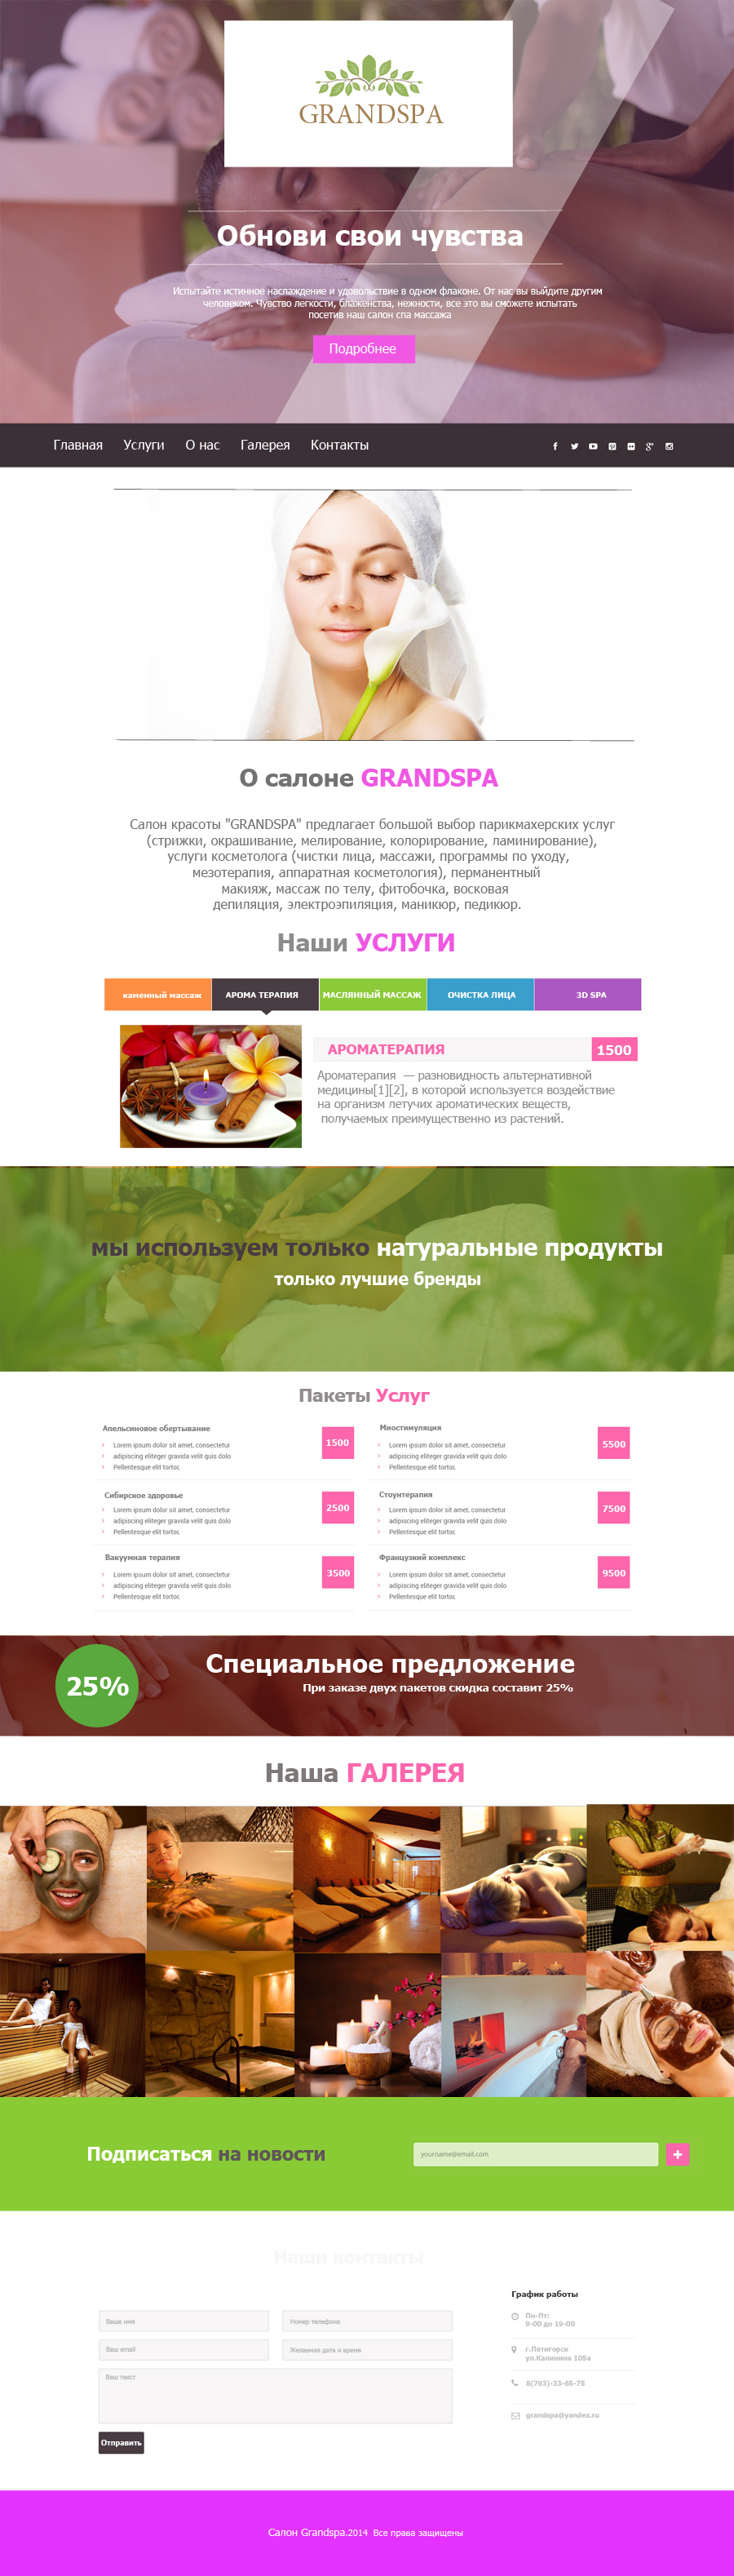 GRANDSPA
Обнови свои чувства
Испытайте истинное наслаждение и удовольствие в одном флаконе. От нас вы выйдите другим
человеком. Чувство легкости, блаженства, нежности, все это вы сможете испытать
посетив наш салон спа массажа
Подробнее
Главная Услуги О нас Галерея Контакты
О салоне GRANDSPA
Салон красоты "GRANDSPA" предлагает большой выбор парикмахерских услуг
(стрижки, окрашивание, мелирование, колорирование, ламинирование),
услуги косметолога (чистки лица, массажи, программы по уходу,
мезотерапия, аппаратная косметология), перманентный
макияж, массаж по телу, фитобочка, восковая
депиляция, электроэпиляция, маникюр, педикюр.
Наши УСЛУГИ
каменный массаж АРОМА ТЕРАПИЯ МАСЛЯННЫЙ МАССАЖ ОЧИСТКА ЛИЦА 3D SPA
АРОМАТЕРАПИЯ 1500
Ароматерапия — разновидность альтернативной
медицины[1][2], в которой используется воздействие
на организм летучих ароматических веществ,
получаемых преимущественно из растений.
мы используем только натуральные продукты
только лучшие бренды
Пакеты Услуг
Апельсиновое обертывание
Lorem ipsum dolor sit amet, consectetur
adipiscing eliteger gravida velit quis dolo
Pellentesque elit tortor,
1500
Миостимуляция
Lorem ipsum dolor sit amet, consectetur
adipiscing eliteger gravida velit quis dolo
Pellentesque elit tortor,
5500
Сибирское здоровье
Lorem ipsum dolor sit amet, consectetur
adipiscing eliteger gravida velit quis dolo
Pellentesque elit tortor,
2500
Стоунтерапия
Lorem ipsum dolor sit amet, consectetur
adipiscing eliteger gravida velit quis dolo
Pellentesque elit tortor,
7500
Вакуумная терапия
Lorem ipsum dolor sit amet, consectetur
adipiscing eliteger gravida velit quis dolo
Pellentesque elit tortor,
3500
Французкий комплекс
Lorem ipsum dolor sit amet, consectetur
adipiscing eliteger gravida velit quis dolo
Pellentesque elit tortor,
9500
25%
Специальное предложение
При заказе двух пакетов скидка составит 25%
Наша ГАЛЕРЕЯ
Подписаться на новости
yourname@email.com
+
Наши контакты
Ваше имя
Номер телефона
Ваш email
Желаемая дата и время
Ваш текст
Отправить
График работы
Пн-Пт:
9-00 до 19-00
г.Пятигорск
ул.Калинина 105а
8(793)-33-65-75
grandspa@yandex.ru
Салон Grandspa.2014 Все права защищены